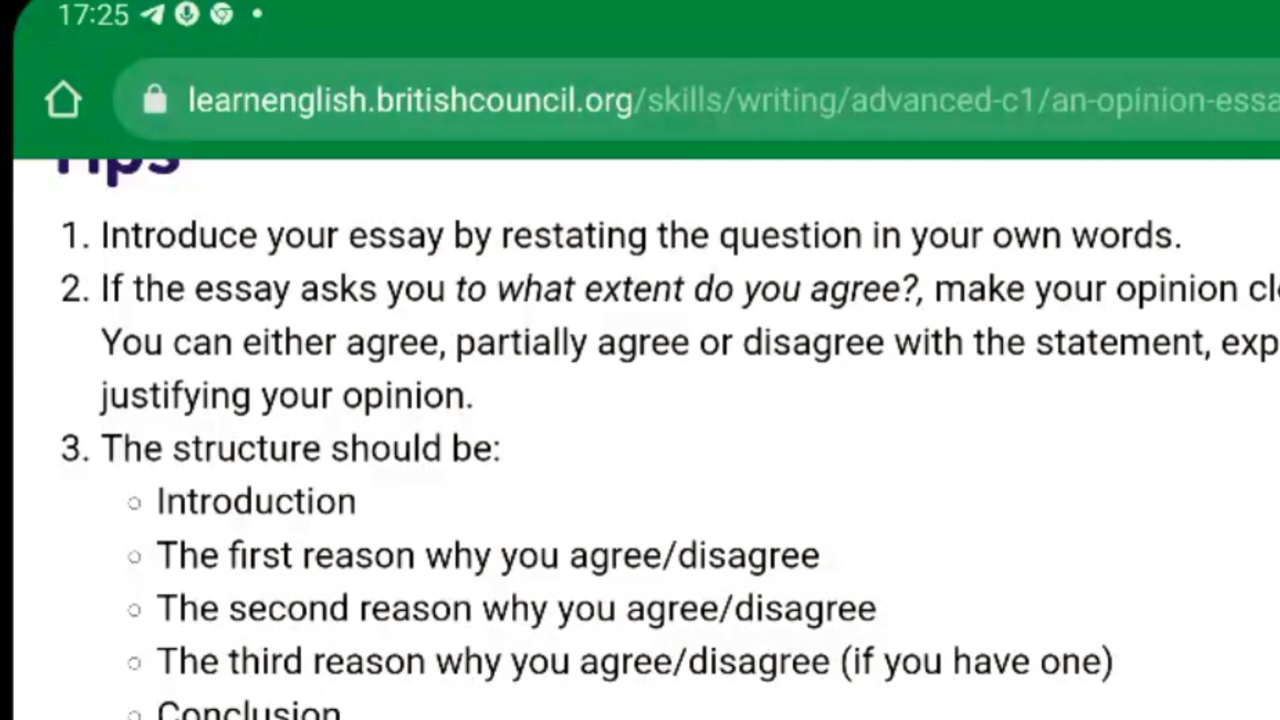 17:25
learnenglish.britishcouncil.org/skills/writing/advanced-c1/an-opinion-essa
Tips
1. Introduce your essay by restating the question in your own words.
2. If the essay asks you to what extent do you agree?, make your opinion cl
You can either agree, partially agree or disagree with the statement, exp
justifying your opinion.
3. The structure should be:
Introduction
The first reason why you agree/disagree
The second reason why you agree/disagree
The third reason why you agree/disagree (if you have one)
Conclusion